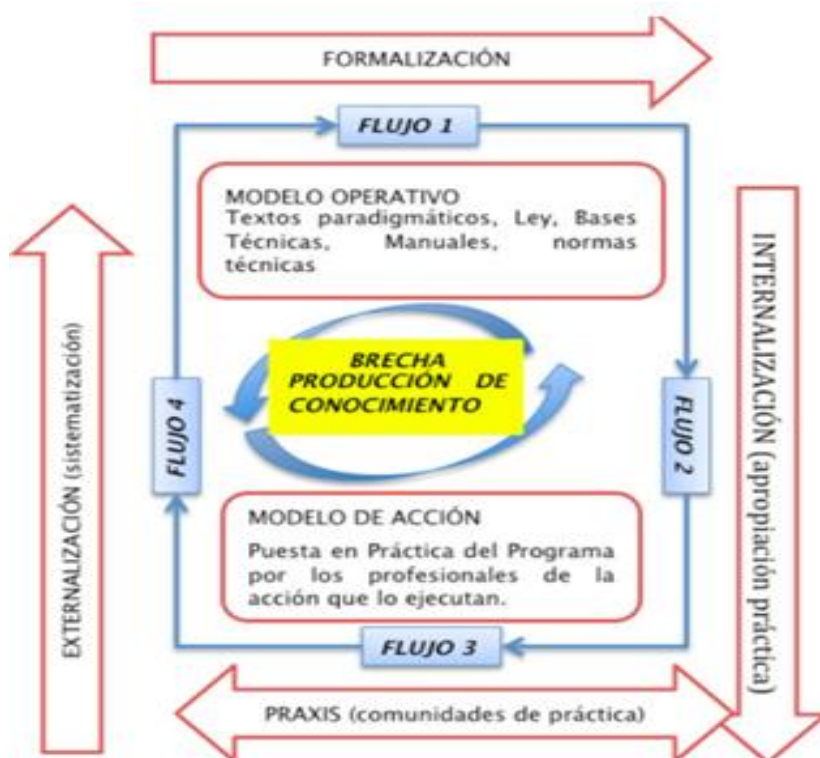 FORMALIZACIÓN
FLUJO 1
MODELO OPERATIVO
Textos paradigmáticos, Ley, Bases
Técnicas, Manuales, normas
técnicas
BRECHA
PRODUCCIÓN DE
CONOCIMIENTO
FLUJO 4
FLUJO 2
EXTERNALIZACIÓN (sistematización)
INTERNALIZACIÓN (apropiación práctica)
MODELO DE ACCIÓN
Puesta en Práctica del Programa
por los profesionales de la
acción que lo ejecutan.
FLUJO 3
PRAXIS (comunidades de práctica)